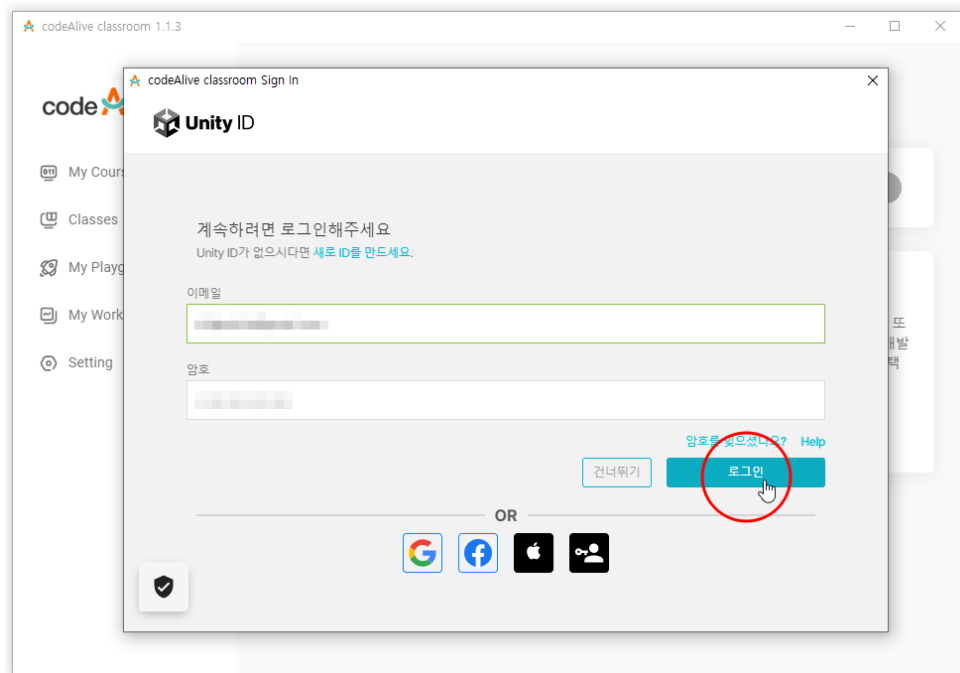 codeAlive classroom 1.1.3
codeAlive classroom Sign In
code
Unity ID
My Cours
Classes
My Playg
My Work
Setting
계속하려면 로그인해주세요
Unity ID가 없으시다면 새로 ID를 만드세요.
이메일
암호
암호를 잊으셨나요? Help
건너뛰기 로그인
OR
또
개발
택